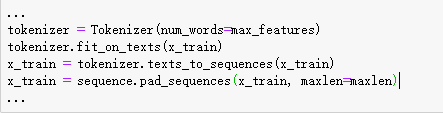 ...
tokenizer = Tokenizer(num_words=max_features)
tokenizer.fit_on_texts(x_train)
x_train = tokenizer.texts_to_sequences(x_train)
x_train = sequence.pad_sequences(x_train, maxlen=maxlen)
...